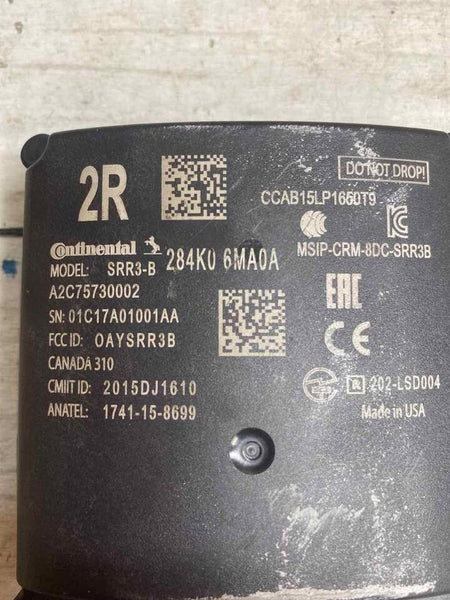 2R
DO NOT DROP!
CCAB15LP1650T9
Continental
284K0 6MA0A
MSIP-CRM-8DC-SRR3B
MODEL: SRR3-B
A2C75730002
EAC
SN: 01C17A01001AA
FCC ID: OAYSRR3B
CE
CANADA 310
CMIIT ID: 2015DJ1610
R 202-LSD004
ANATEL: 1741-15-8699
Made in USA